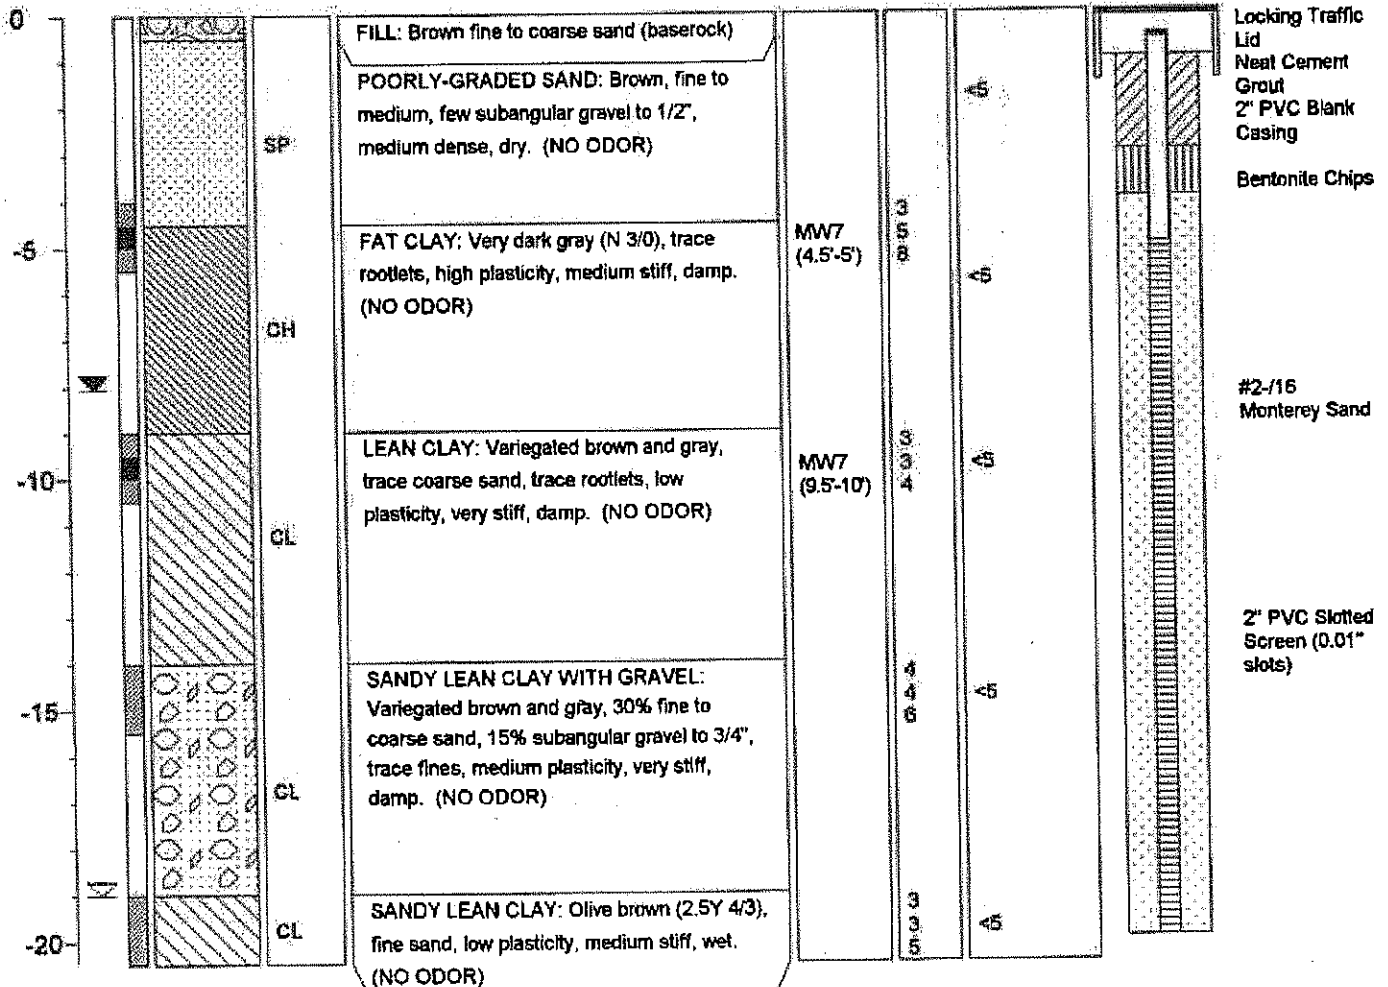 0
FILL: Brown fine to coarse sand (baserock)
Locking Traffic
Lid
POORLY-GRADED SAND: Brown, fine to
medium, few subangular gravel to 1/2",
medium dense, dry. (NO ODOR)
SP
<5
Neat Cement
Grout
2" PVC Blank
Casing
Bentonite Chips
-5
FAT CLAY: Very dark gray (N 3/0), trace
rootlets, high plasticity, medium stiff, damp.
(NO ODOR)
CH
MW7
(4.5'-5')
3
5
8
<5
#2-/16
Monterey Sand
-10
LEAN CLAY: Variegated brown and gray,
trace coarse sand, trace rootlets, low
plasticity, very stiff, damp. (NO ODOR)
CL
MW7
(9.5'-10')
3
3
4
<5
2" PVC Slotted
Screen (0.01"
slots)
-15
SANDY LEAN CLAY WITH GRAVEL:
Variegated brown and gray, 30% fine to
coarse sand, 15% subangular gravel to 3/4",
trace fines, medium plasticity, very stiff,
damp. (NO ODOR)
CL
4
4
6
<5
-20
SANDY LEAN CLAY: Olive brown (2.5Y 4/3),
fine sand, low plasticity, medium stiff, wet.
(NO ODOR)
CL
3
3
5
<5